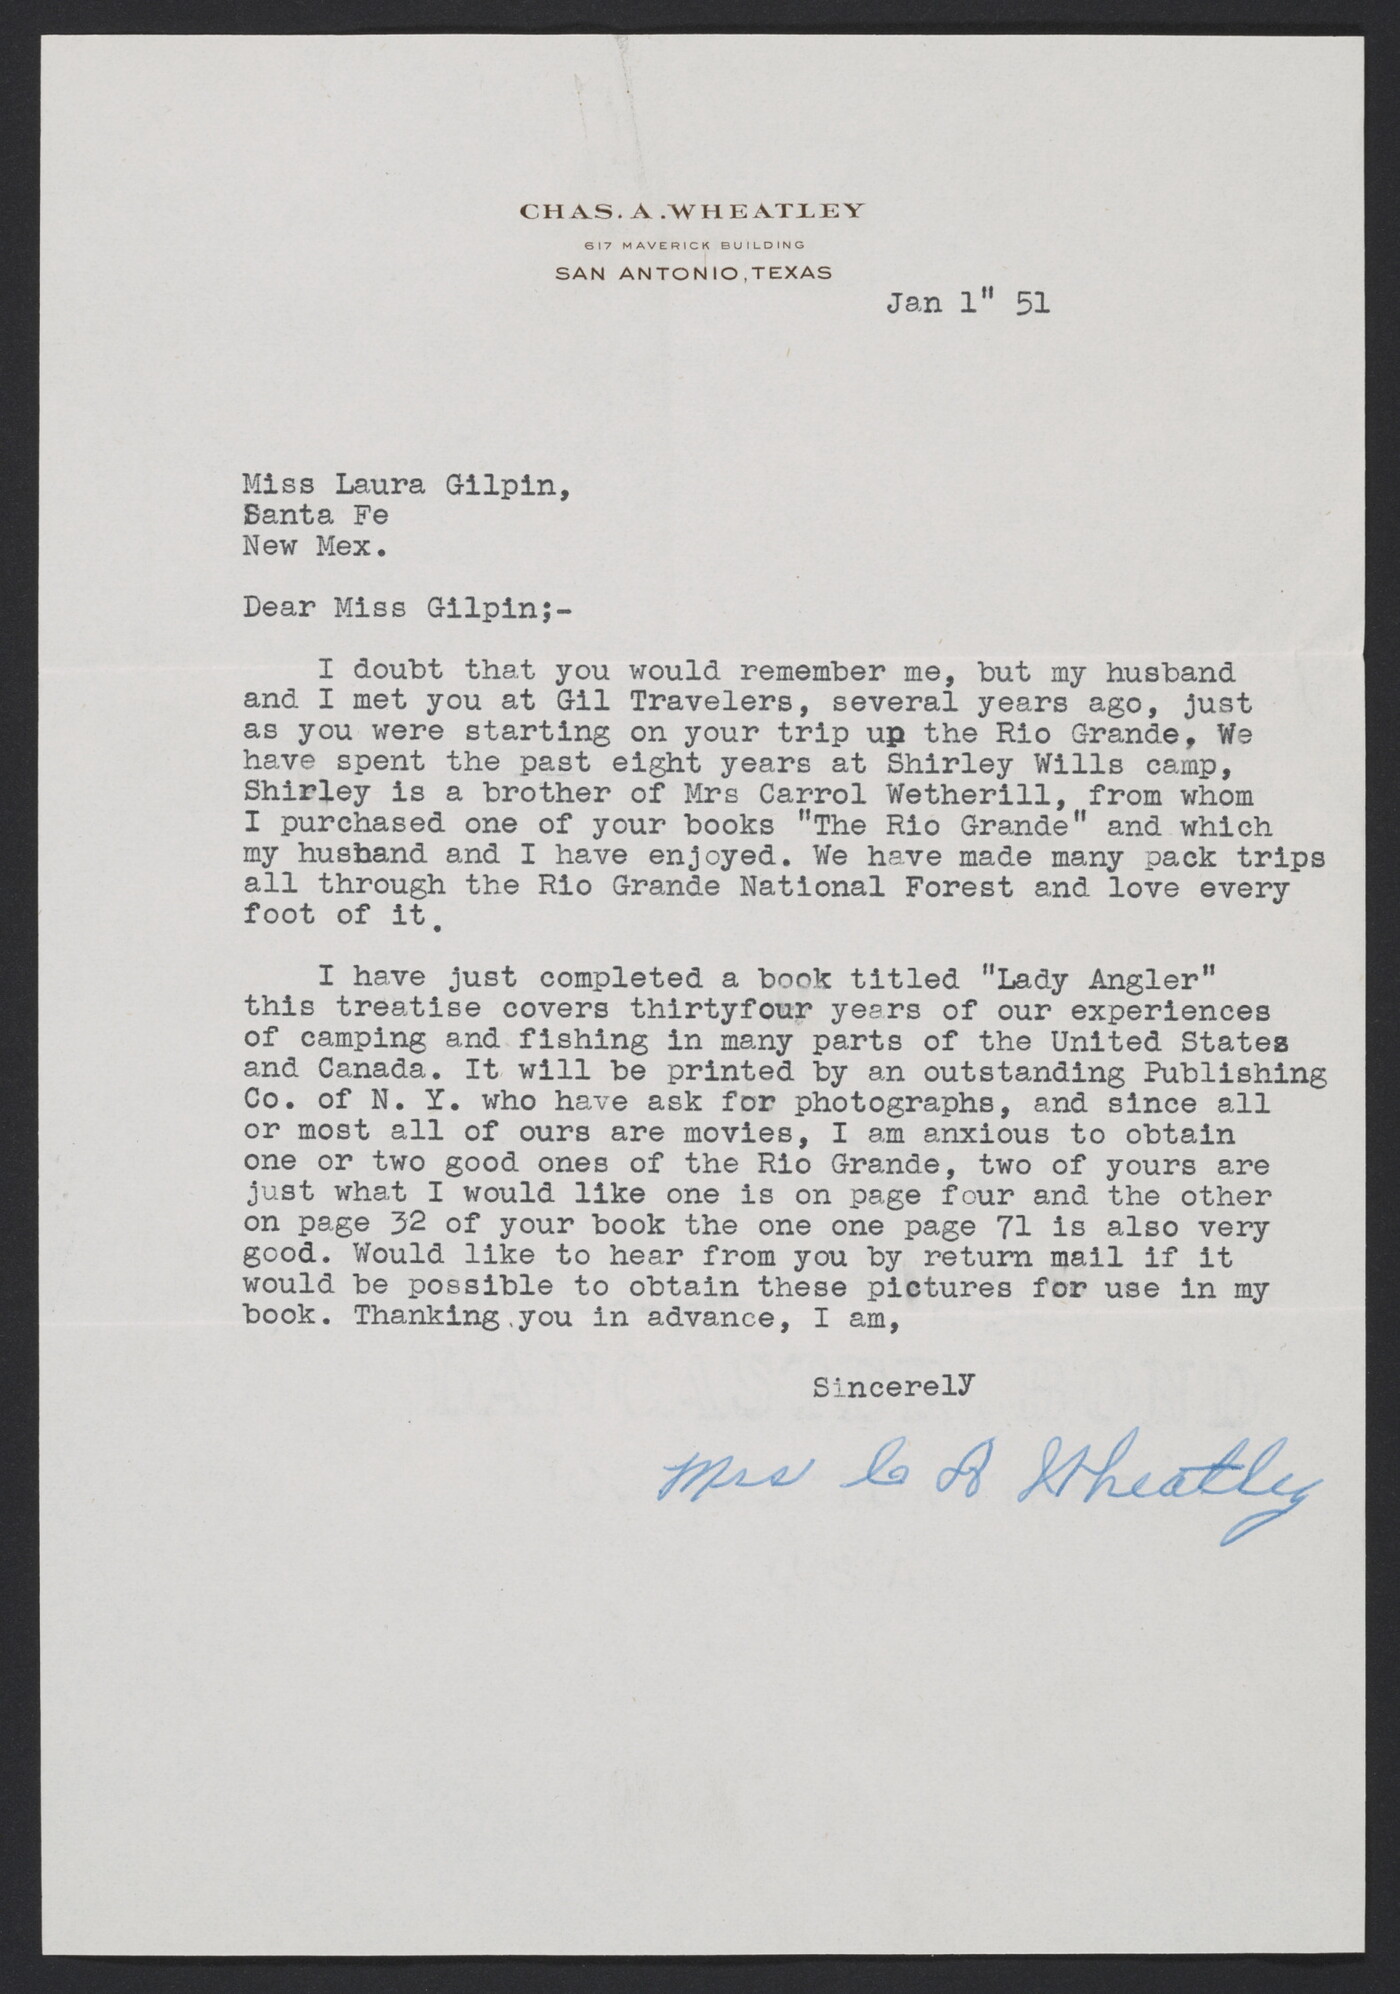 CHAS. A. WHEATLEY
617 MAVERICK BUILDING
SAN ANTONIO, TEXAS
Jan 1" 51
Miss Laura Gilpin,
Santa Fe
New Mex.
Dear Miss Gilpin;-
I doubt that you would remember me, but my husband
and I met you at Gil Travelers, several years ago, just
as you were starting on your trip up the Rio Grande. We
have spent the past eight years at Shirley Wills camp,
Shirley is a brother of Mrs Carrol Wetherill, from whom
I purchased one of your books "The Rio Grande" and which
my husband and I have enjoyed. We have made many pack trips
all through the Rio Grande National Forest and love every
foot of it.
I have just completed a book titled "Lady Angler"
this treatise covers thirtyfour years of our experiences
of camping and fishing in many parts of the United States
and Canada. It will be printed by an outstanding Publishing
Co. of N. Y. who have ask for photographs, and since all
or most all of ours are movies, I am anxious to obtain
one or two good ones of the Rio Grande, two of yours are
just what I would like one is on page four and the other
on page 32 of your book the one one page 71 is also very
good. Would like to hear from you by return mail if it
would be possible to obtain these pictures for use in my
book. Thanking you in advance, I am,
Sincerely
Mrs C A Wheatley